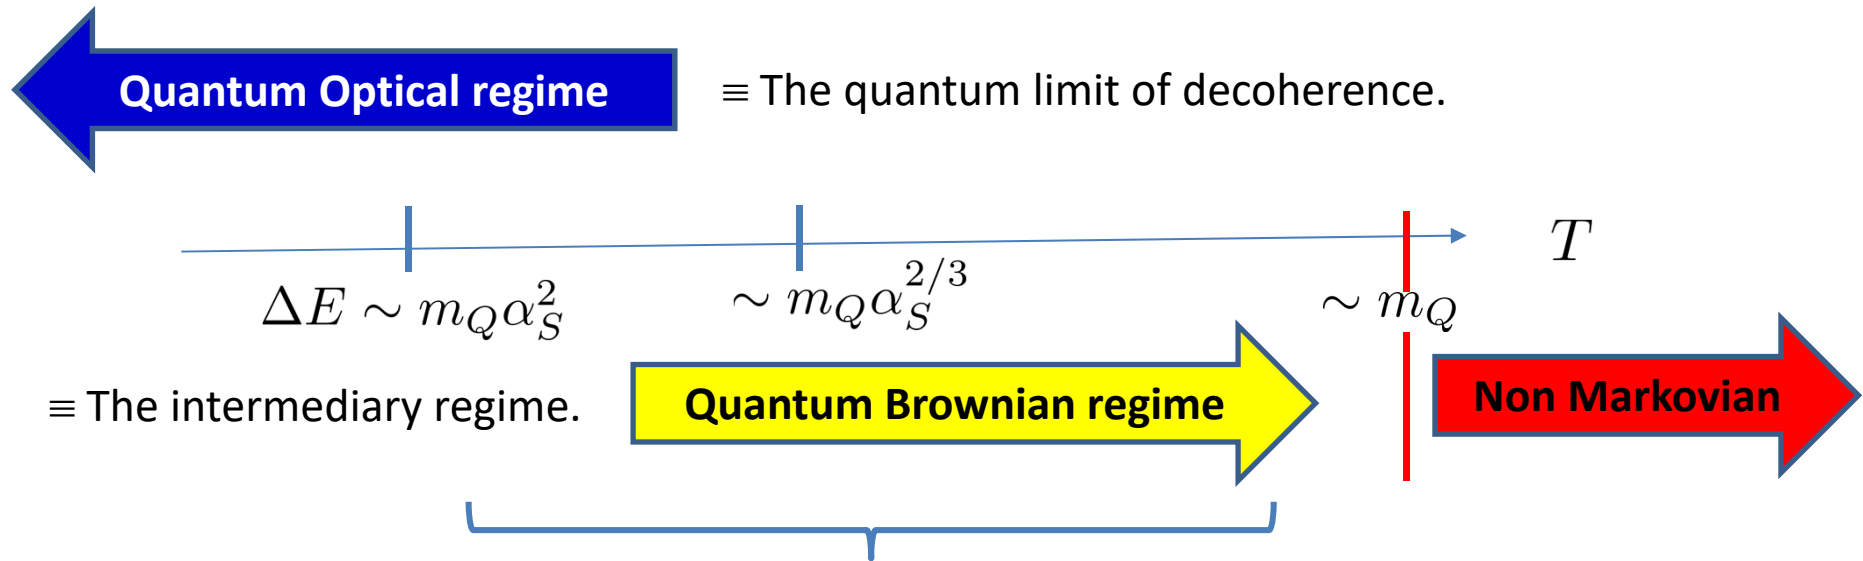 Quantum Optical regime ≡ The quantum limit of decoherence.
T
ΔE ∼ m_Q α_S^2 ∼ m_Q α_S^{2/3} ∼ m_Q
≡ The intermediary regime. Quantum Brownian regime Non Markovian